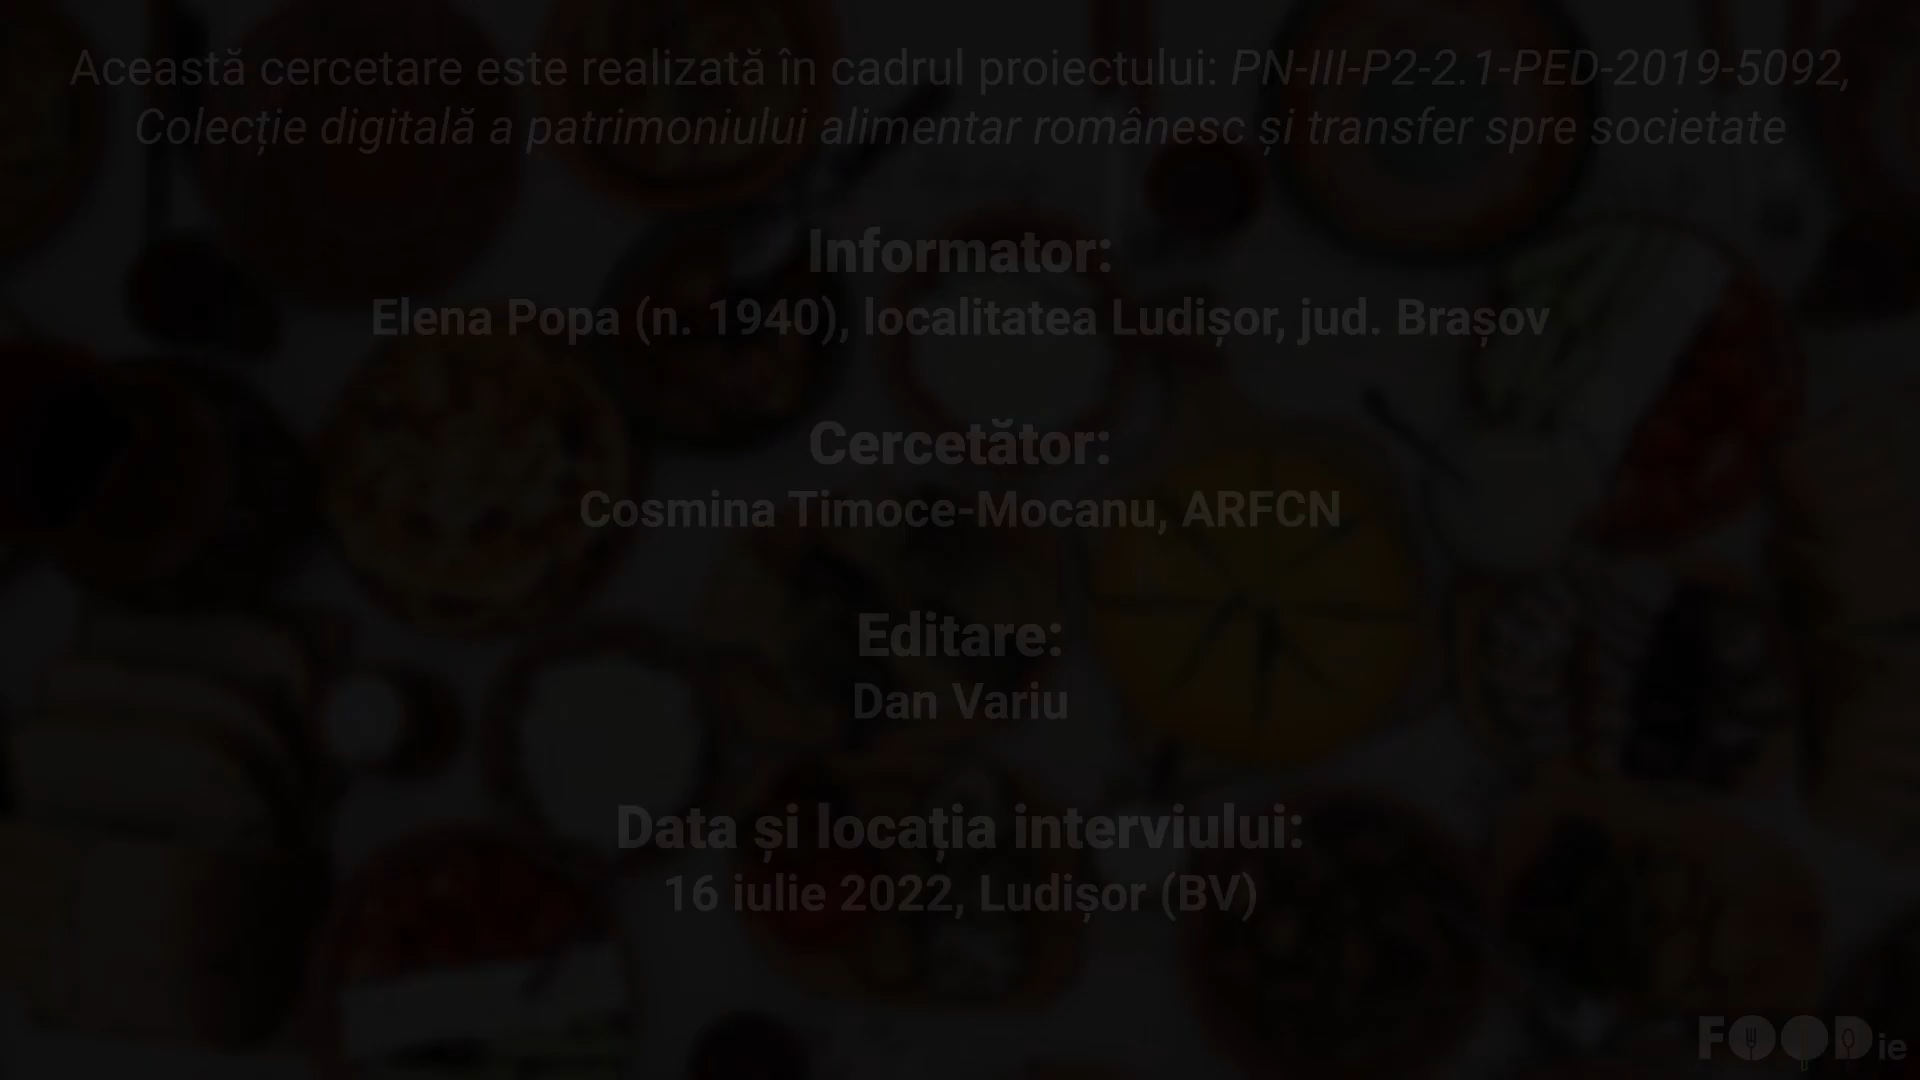 Această cercetare este realizată în cadrul proiectului: PN-III-P2-2.1-PED-2019-5092,
Colecție digitală a patrimoniului alimentar românesc și transfer spre societate
Informator:
Elena Popa (n. 1940), localitatea Ludișor, jud. Brașov
Cercetător:
Cosmina Timoce-Mocanu, ARFCN
Editare:
Dan Variu
Data și locația interviului:
16 iulie 2022, Ludișor (BV)
FOODie